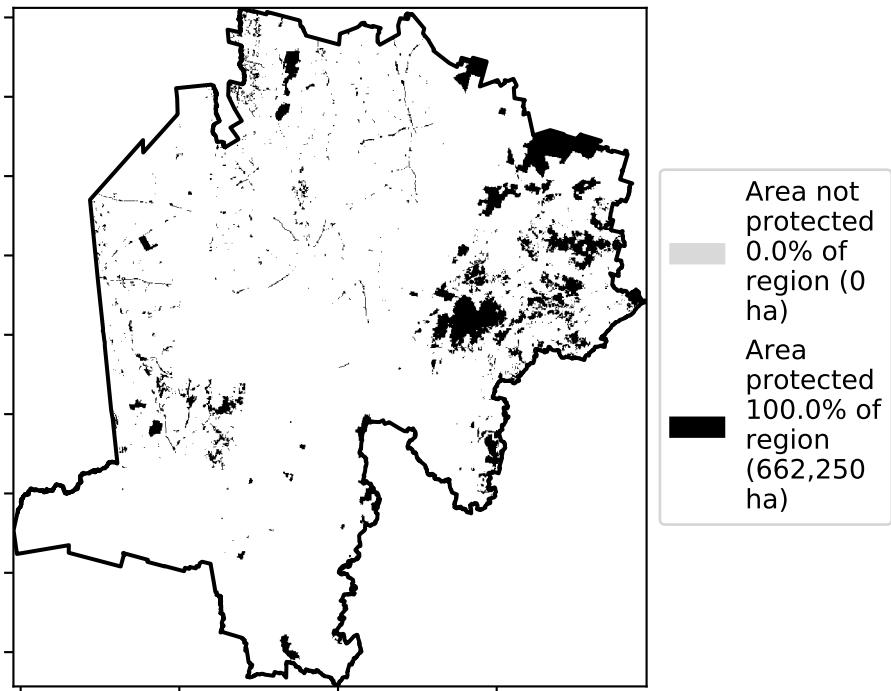 Area not
protected
0.0% of
region (0
ha)
Area
protected
100.0% of
region
(662,250
ha)